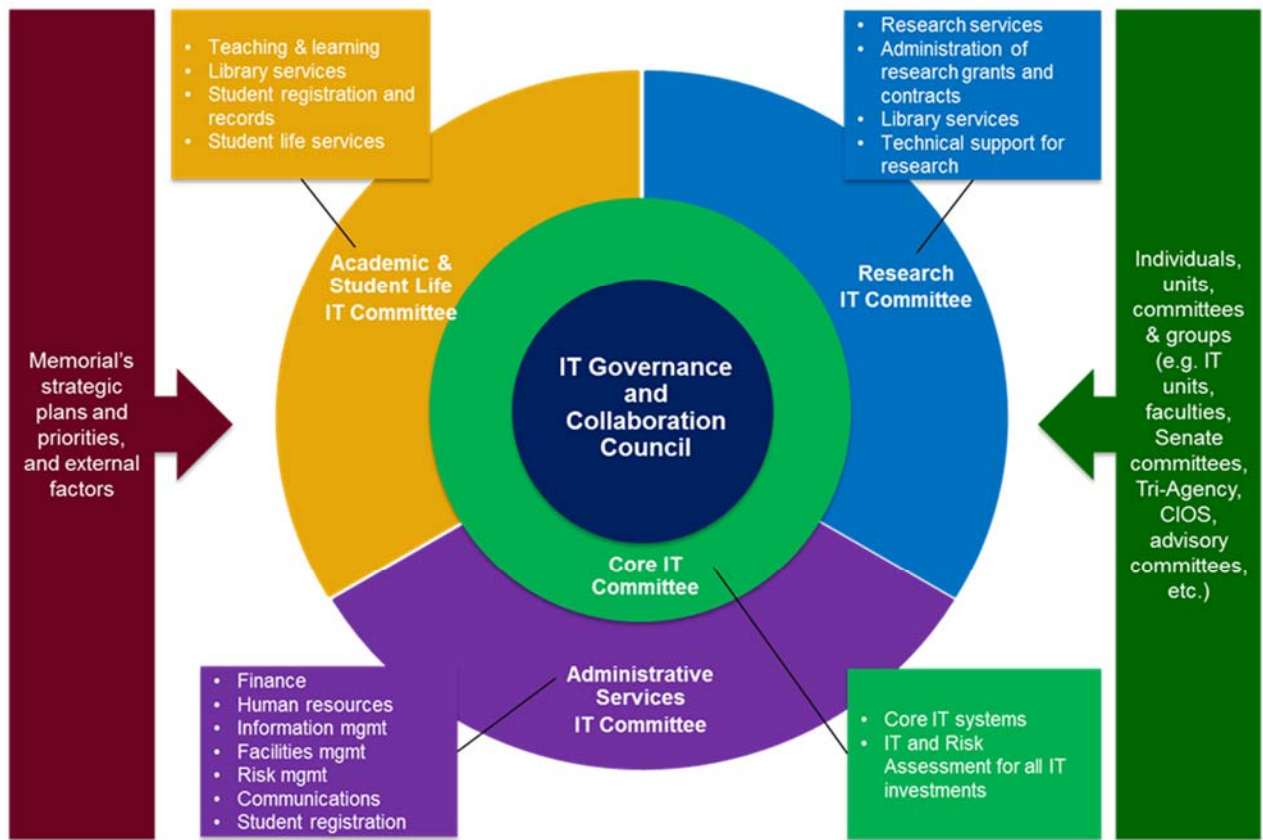 Memorial's
strategic
plans and
priorities,
and external
factors
• Teaching & learning
• Library services
• Student registration and
records
• Student life services
• Research services
• Administration of
research grants and
contracts
• Library services
• Technical support for
research
Academic &
Student Life
IT Committee
Research
IT Committee
IT Governance
and
Collaboration
Council
Core IT
Committee
Administrative
Services
IT Committee
• Finance
• Human resources
• Information mgmt
• Facilities mgmt
• Risk mgmt
• Communications
• Student registration
• Core IT systems
• IT and Risk
Assessment for all IT
investments
Individuals,
units,
committees
& groups
(e.g. IT
units,
faculties,
Senate
committees,
Tri-Agency,
CIOS,
advisory
committees,
etc.)